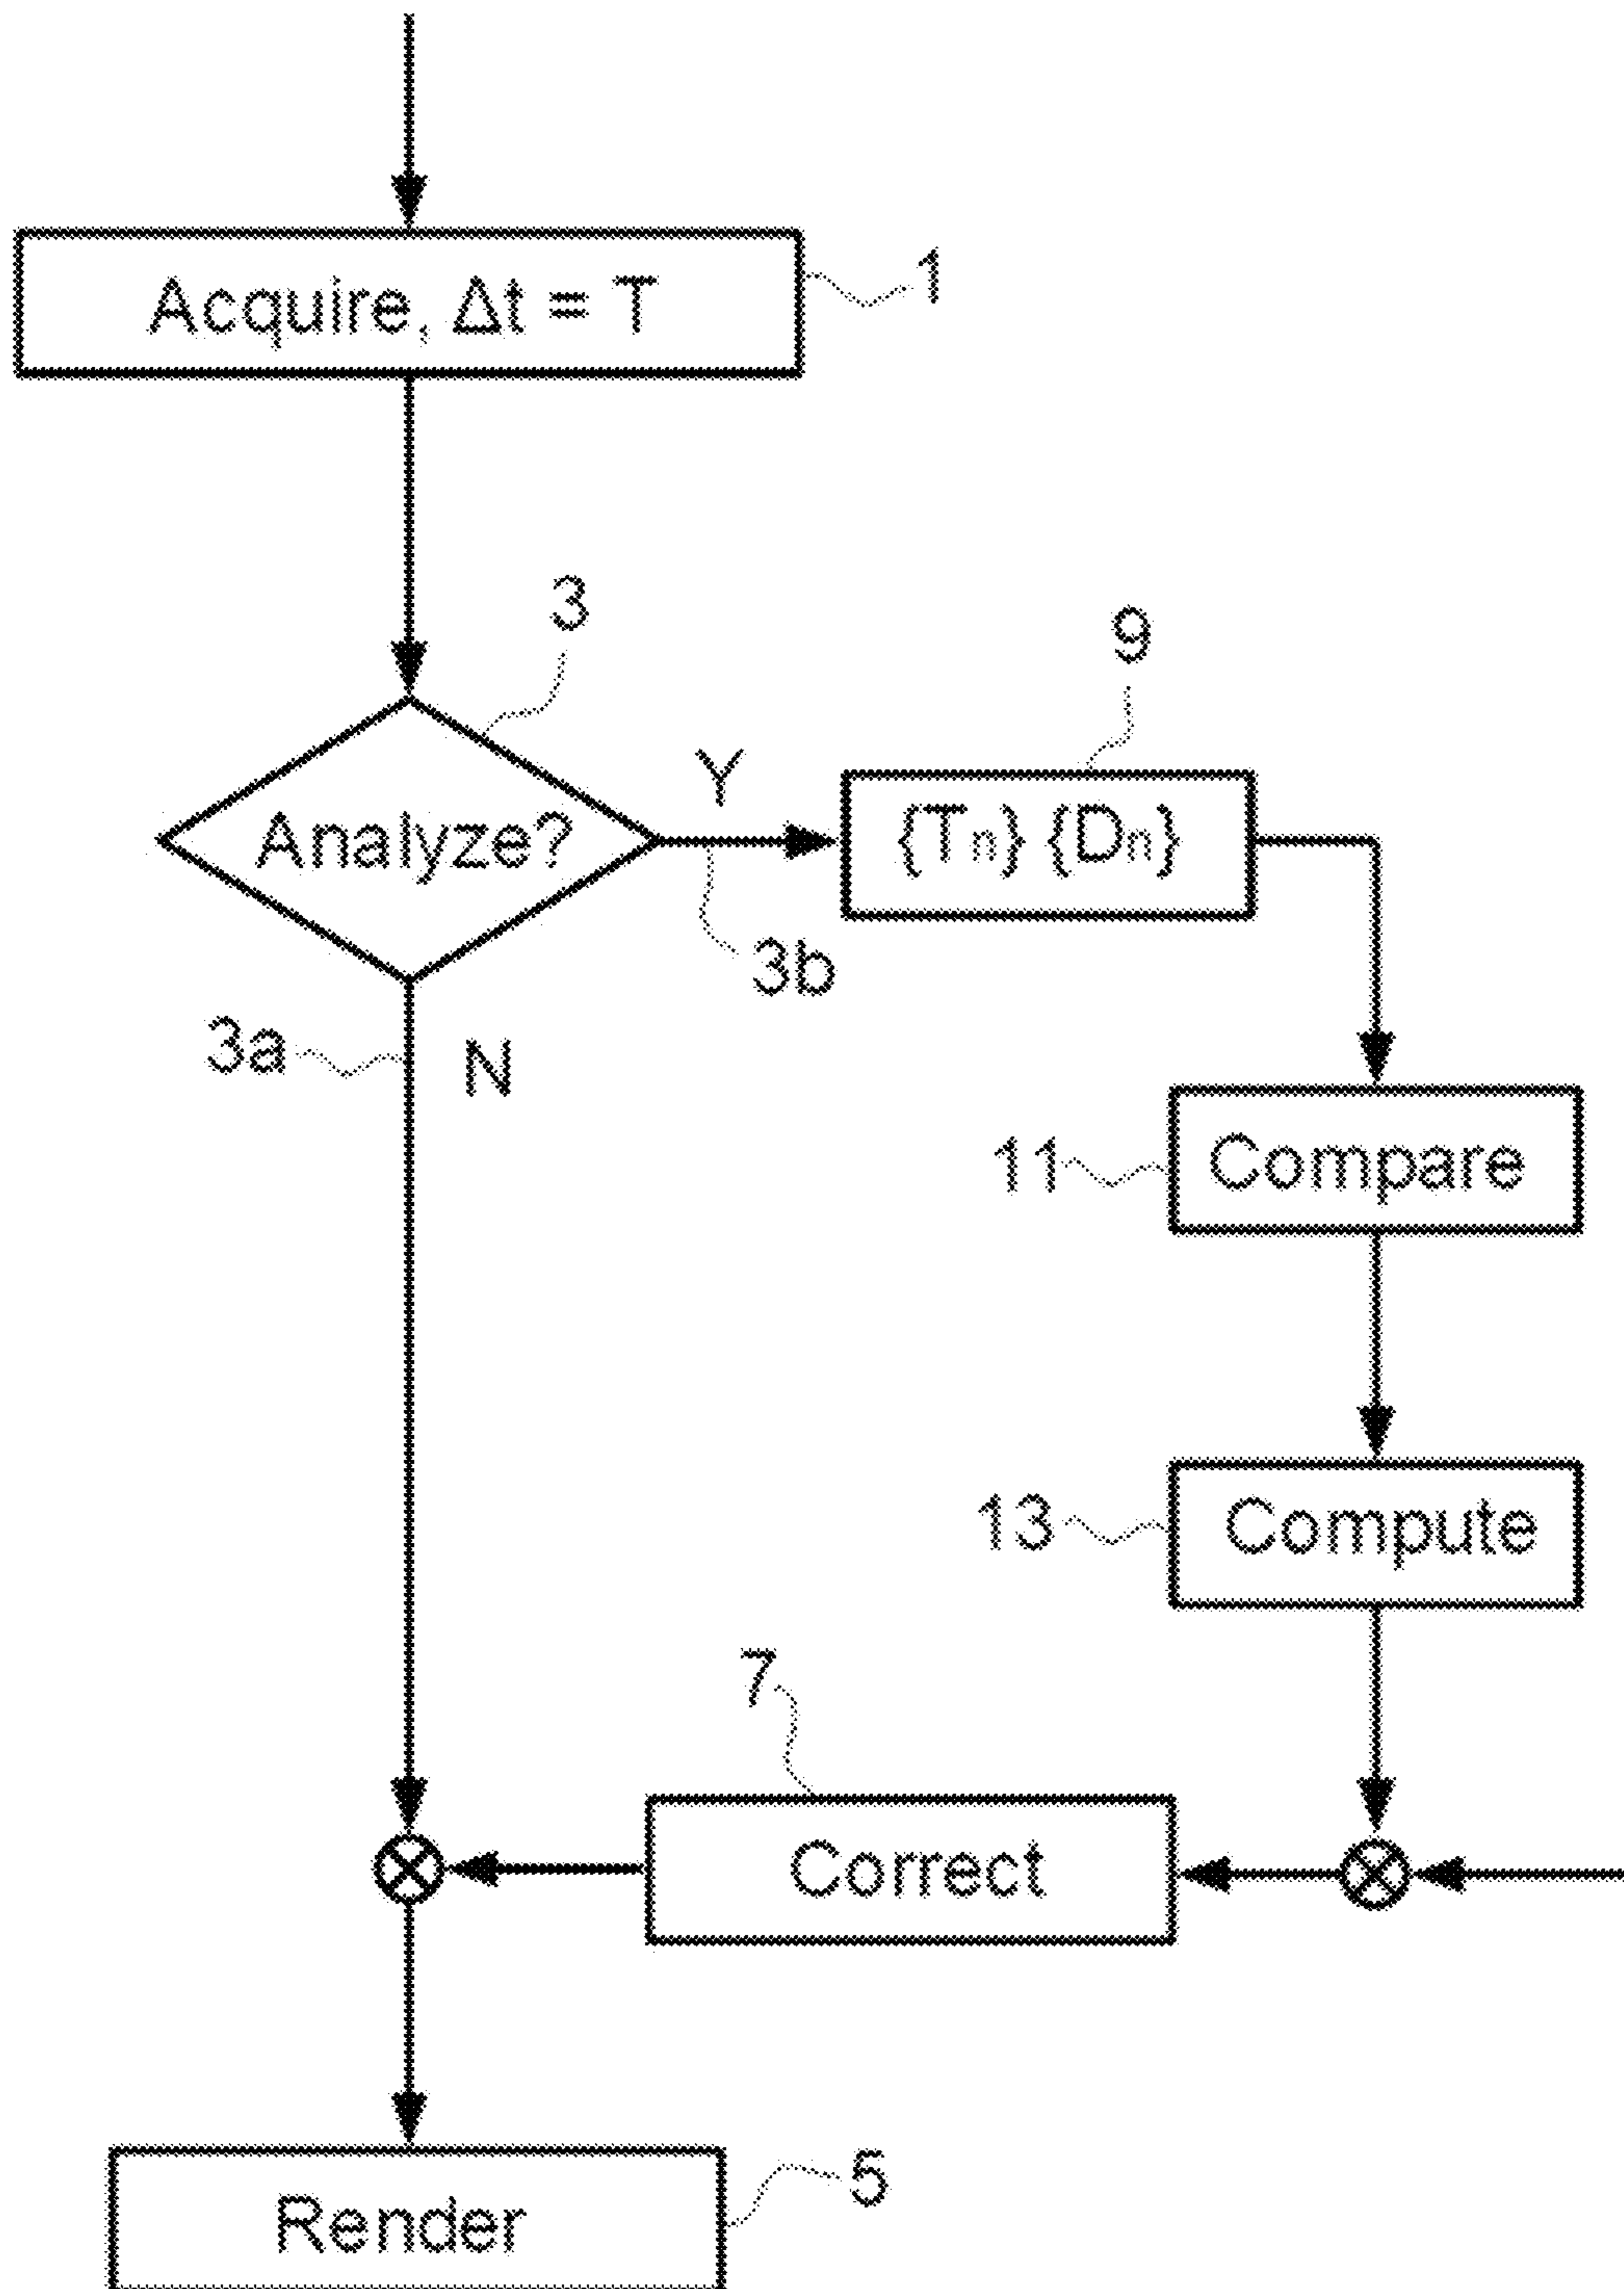 Acquire, Δt = T
1
3
9
Y
Analyze?
{Tn} {Dn}
3b
3a
N
11
Compare
13
Compute
7
Correct
Render
5